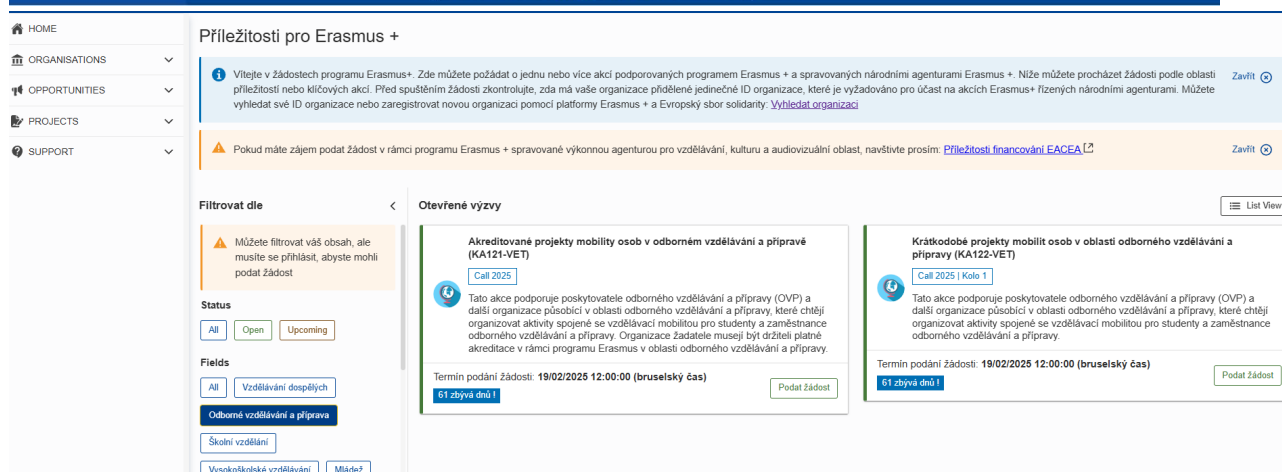 HOME
ORGANISATIONS
OPPORTUNITIES
PROJECTS
SUPPORT
Příležitosti pro Erasmus +
Vítejte v žádostech programu Erasmus+. Zde můžete požádat o jednu nebo více akcí podporovaných programem Erasmus + a spravovaných národními agenturami Erasmus +. Níže můžete procházet žádosti podle oblasti
příležitostí nebo klíčových akcí. Před spuštěním žádosti zkontrolujte, zda má vaše organizace přidělené jedinečné ID organizace, které je vyžadováno pro účast na akcích Erasmus+ řízených národními agenturami. Můžete
vyhledat své ID organizace nebo zaregistrovat novou organizaci pomocí platformy Erasmus + a Evropský sbor solidarity: Vyhledat organizaci
Zavřít
Pokud máte zájem podat žádost v rámci programu Erasmus + spravované výkonnou agenturou pro vzdělávání, kulturu a audiovizuální oblast, navštivte prosím: Příležitosti financování EACEA
Zavřít
Filtrovat dle
Můžete filtrovat váš obsah, ale
musíte se přihlásit, abyste mohli
podat žádost
Status
All Open Upcoming
Fields
All Vzdělávání dospělých
Odborné vzdělávání a příprava
Školní vzdělání
Vysokoškolské vzdělávání Mládež
Otevřené výzvy
List View
Akreditované projekty mobility osob v odborném vzdělávání a přípravě
(KA121-VET)
Call 2025
Tato akce podporuje poskytovatele odborného vzdělávání a přípravy (OVP) a
další organizace působící v oblasti odborného vzdělávání a přípravy, které chtějí
organizovat aktivity spojené se vzdělávací mobilitou pro studenty a zaměstnance
odborného vzdělávání a přípravy. Organizace žadatele musejí být držiteli platné
akreditace v rámci programu Erasmus v oblasti odborného vzdělávání a přípravy.
Termín podání žádosti: 19/02/2025 12:00:00 (bruselský čas)
61 zbývá dnů !
Podat žádost
Krátkodobé projekty mobilit osob v oblasti odborného vzdělávání a
přípravy (KA122-VET)
Call 2025 | Kolo 1
Tato akce podporuje poskytovatele odborného vzdělávání a přípravy (OVP) a
další organizace působící v oblasti odborného vzdělávání a přípravy, které chtějí
organizovat aktivity spojené se vzdělávací mobilitou pro studenty a zaměstnance
odborného vzdělávání a přípravy.
Termín podání žádosti: 19/02/2025 12:00:00 (bruselský čas)
61 zbývá dnů !
Podat žádost